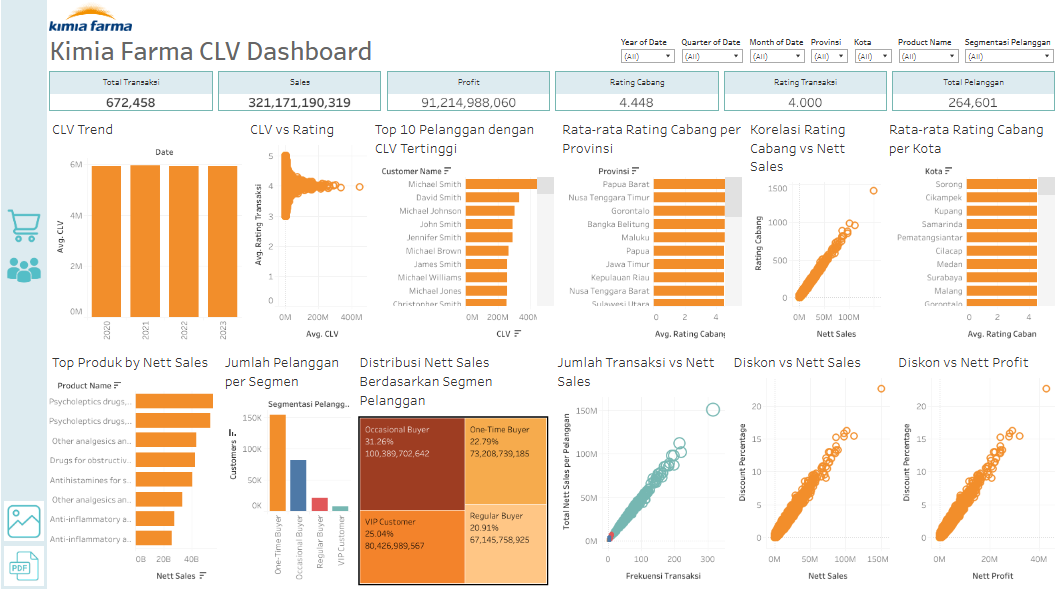 kimia farma
Kimia Farma CLV Dashboard
Year of Date
Quarter of Date
Month of Date
Provinsi
Kota
Product Name
Segmentasi Pelanggan
(All)
(All)
(All)
(All)
(All)
(All)
(All)
Total Transaksi
Sales
Profit
Rating Cabang
Rating Transaksi
Total Pelanggan
672,458
321,171,190,319
91,214,988,060
4.448
4.000
264,601
CLV Trend
Date
6M
4M
2M
0M
Avg. CLV
2020
2021
2022
2023
CLV vs Rating
5
4
3
2
1
0
Avg. Rating Transaksi
0M
200M
400M
Avg. CLV
Top 10 Pelanggan dengan
CLV Tertinggi
Customer Name
Michael Smith
David Smith
Michael Johnson
John Smith
Jennifer Smith
Michael Brown
James Smith
Michael Williams
Michael Jones
Christopher Smith
0M
200M
400M
CLV
Rata-rata Rating Cabang per
Provinsi
Provinsi
Papua Barat
Nusa Tenggara Timur
Gorontalo
Bangka Belitung
Maluku
Papua
Jawa Timur
Kepulauan Riau
Nusa Tenggara Barat
Sulawesi Utara
0
2
4
Avg. Rating Cabang
Korelasi Rating
Cabang vs Nett
Sales
1500
1000
500
0
Rating Cabang
0M
50M
100M
Nett Sales
Rata-rata Rating Cabang
per Kota
Kota
Sorong
Cikampek
Kupang
Samarinda
Pematangsiantar
Cilacap
Medan
Surabaya
Malang
Gorontalo
0
2
4
Avg. Rating Caban
Top Produk by Nett Sales
Product Name
Psycholeptics drugs,..
Psycholeptics drugs,..
Other analgesics an..
Drugs for obstructiv..
Antihistamines for s..
Other analgesics an..
Anti-inflammatory a..
Anti-inflammatory a..
0B
20B
40B
Nett Sales
Jumlah Pelanggan
per Segmen
Segmentasi Pelangg..
150K
100K
50K
0K
Customers
One-Time Buyer
Occasional Buyer
Regular Buyer
VIP Customer
Distribusi Nett Sales
Berdasarkan Segmen
Pelanggan
Occasional Buyer
31.26%
100,389,702,642
One-Time Buyer
22.79%
73,208,739,185
VIP Customer
25.04%
80,426,989,567
Regular Buyer
20.91%
67,145,758,925
Jumlah Transaksi vs Nett
Sales
150M
100M
50M
0M
Total Nett Sales per Pelanggan
0
100
200
300
Frekuensi Transaksi
Diskon vs Nett Sales
20
15
10
5
0
Discount Percentage
0M
50M
100M
150M
Nett Sales
Diskon vs Nett Profit
20
15
10
5
0
Discount Percentage
0M
20M
40M
Nett Profit
PDF